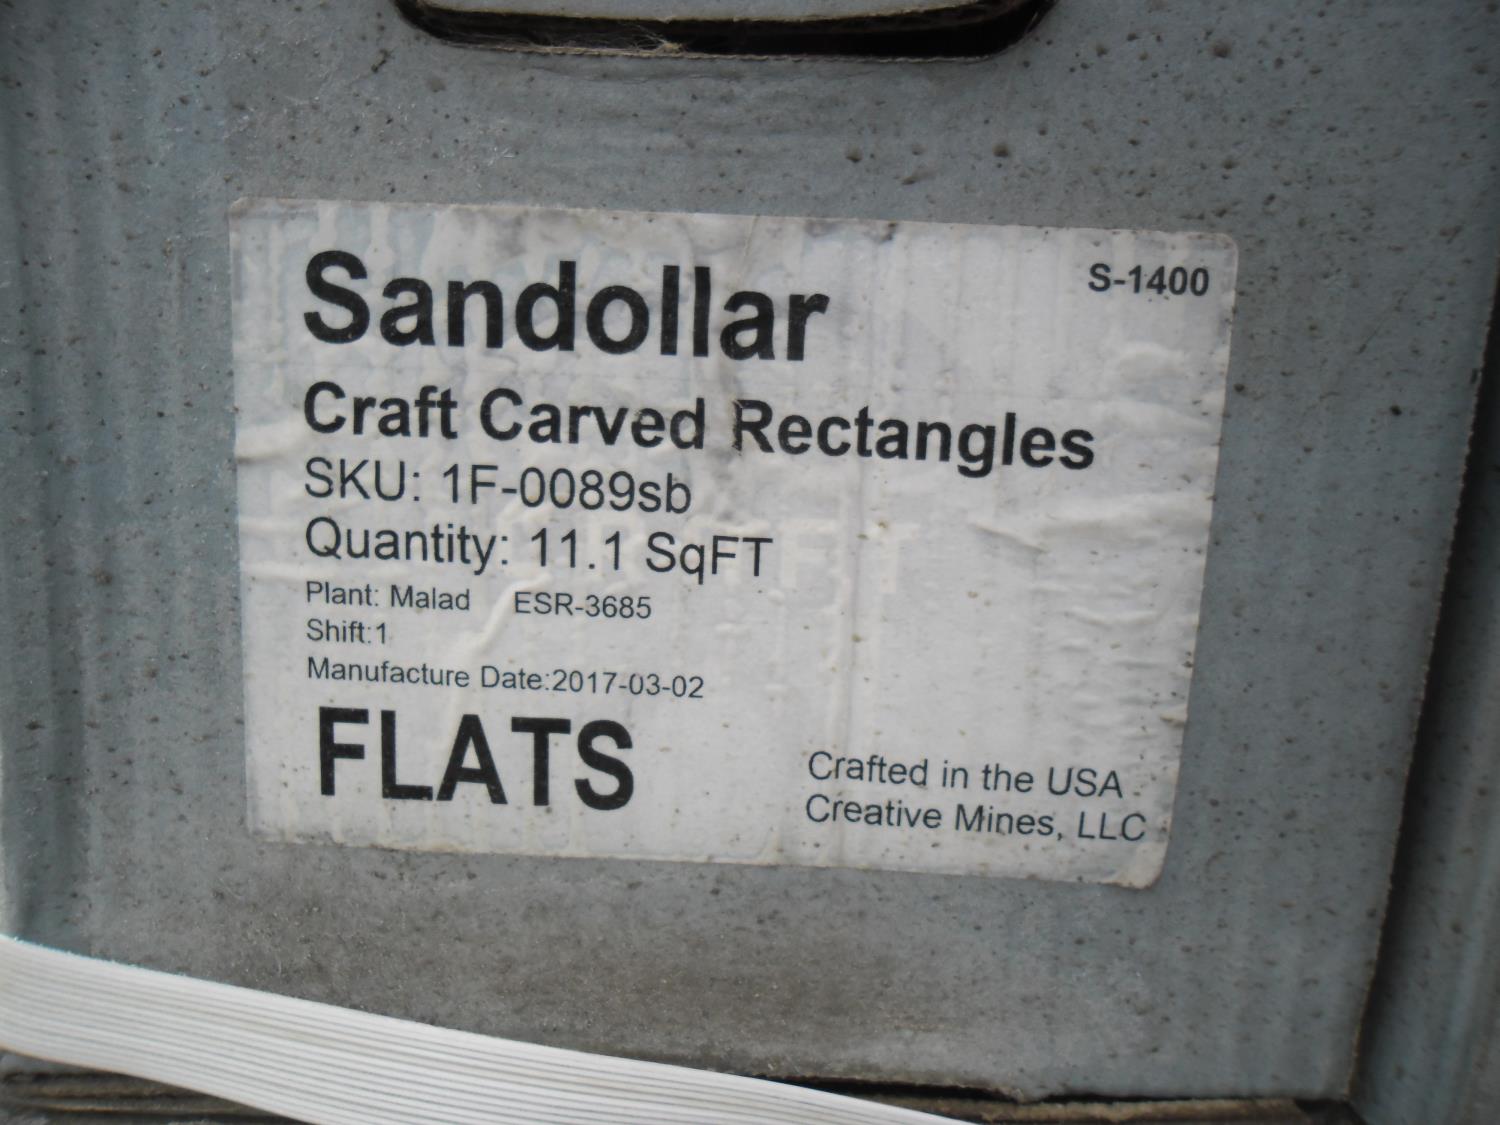 Sandollar
S-1400
Craft Carved Rectangles
SKU: 1F-0089sb
Quantity: 11.1 SqFT
Plant: Malad ESR-3685
Shift:1
Manufacture Date:2017-03-02
FLATS
Crafted in the USA
Creative Mines, LLC